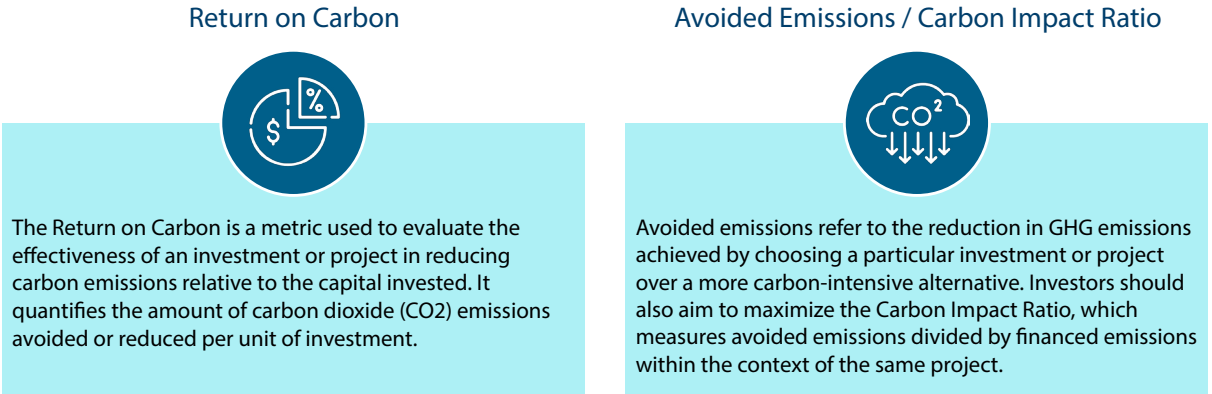 Return on Carbon
$ %
The Return on Carbon is a metric used to evaluate the
effectiveness of an investment or project in reducing
carbon emissions relative to the capital invested. It
quantifies the amount of carbon dioxide (CO2) emissions
avoided or reduced per unit of investment.
Avoided Emissions / Carbon Impact Ratio
CO²
Avoided emissions refer to the reduction in GHG emissions
achieved by choosing a particular investment or project
over a more carbon-intensive alternative. Investors should
also aim to maximize the Carbon Impact Ratio, which
measures avoided emissions divided by financed emissions
within the context of the same project.